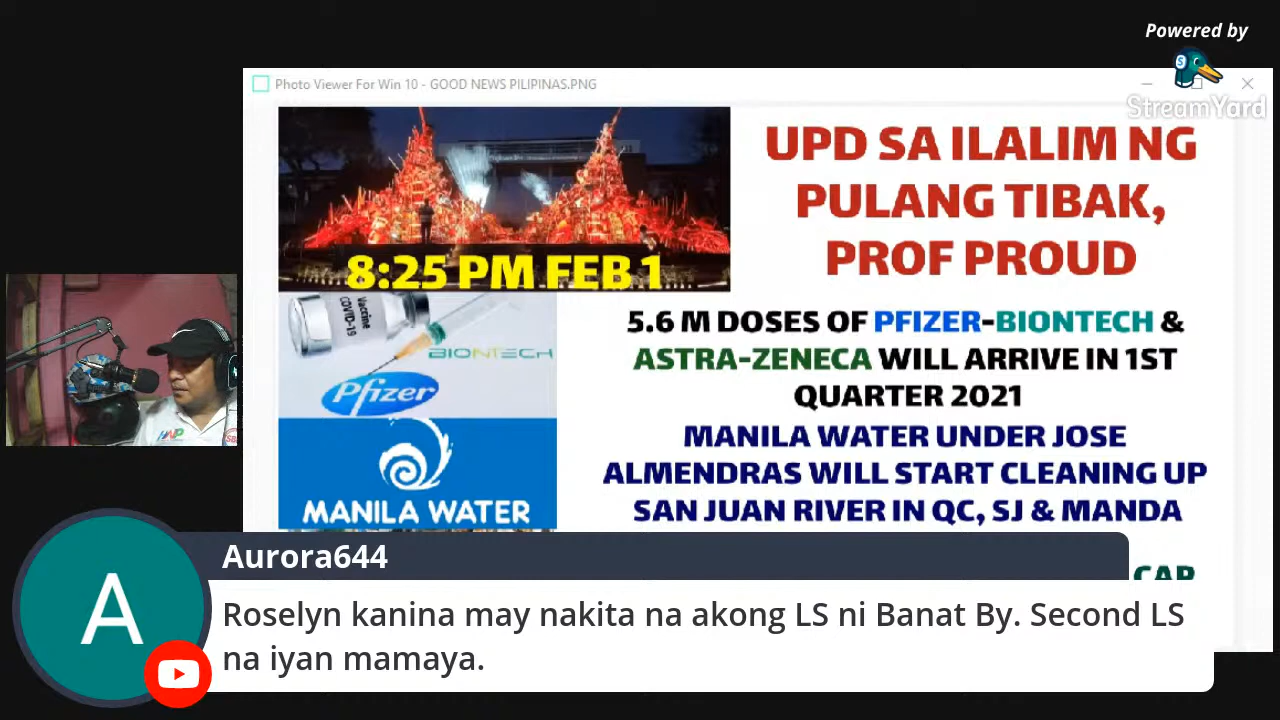 Powered by
StreamYard
Photo Viewer For Win 10 - GOOD NEWS PILIPINAS.PNG
UPD SA ILALIM NG
PULANG TIBAK,
PROF PROUD
8:25 PM FEB 1
Vaccine
COVID-19
BIONTECH
Pfizer
5.6 M DOSES OF PFIZER-BIONTECH &
ASTRA-ZENECA WILL ARRIVE IN 1ST
QUARTER 2021
MANILA WATER
MANILA WATER UNDER JOSE
ALMENDRAS WILL START CLEANING UP
SAN JUAN RIVER IN QC, SJ & MANDA
CAP
A
Aurora644
Roselyn kanina may nakita na akong LS ni Banat By. Second LS
na iyan mamaya.